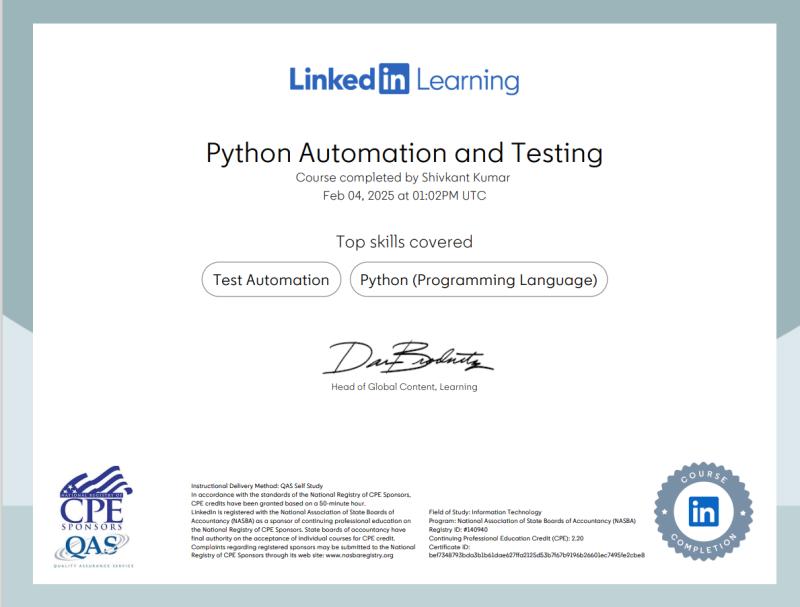 Linked in Learning
Python Automation and Testing
Course completed by Shivkant Kumar
Feb 04, 2025 at 01:02PM UTC
Top skills covered
Test Automation
Python (Programming Language)
Head of Global Content, Learning
NATIONAL REGISTRY OF
CPE
SPONSORS
QAS
QUALITY ASSURANCE SERVICE
Instructional Delivery Method: QAS Self Study
In accordance with the standards of the National Registry of CPE Sponsors,
CPE credits have been granted based on a 50-minute hour.
LinkedIn is registered with the National Association of State Boards of
Accountancy (NASBA) as a sponsor of continuing professional education on
the National Registry of CPE Sponsors. State boards of accountancy have
final authority on the acceptance of individual courses for CPE credit.
Complaints regarding registered sponsors may be submitted to the National
Registry of CPE Sponsors through its web site: www.nasbaregistry.org
Field of Study: Information Technology
Program: National Association of State Boards of Accountancy (NASBA)
Registry ID: #140940
Continuing Professional Education Credit (CPE): 2.20
Certificate ID:
COURSE
in
COMPLETION